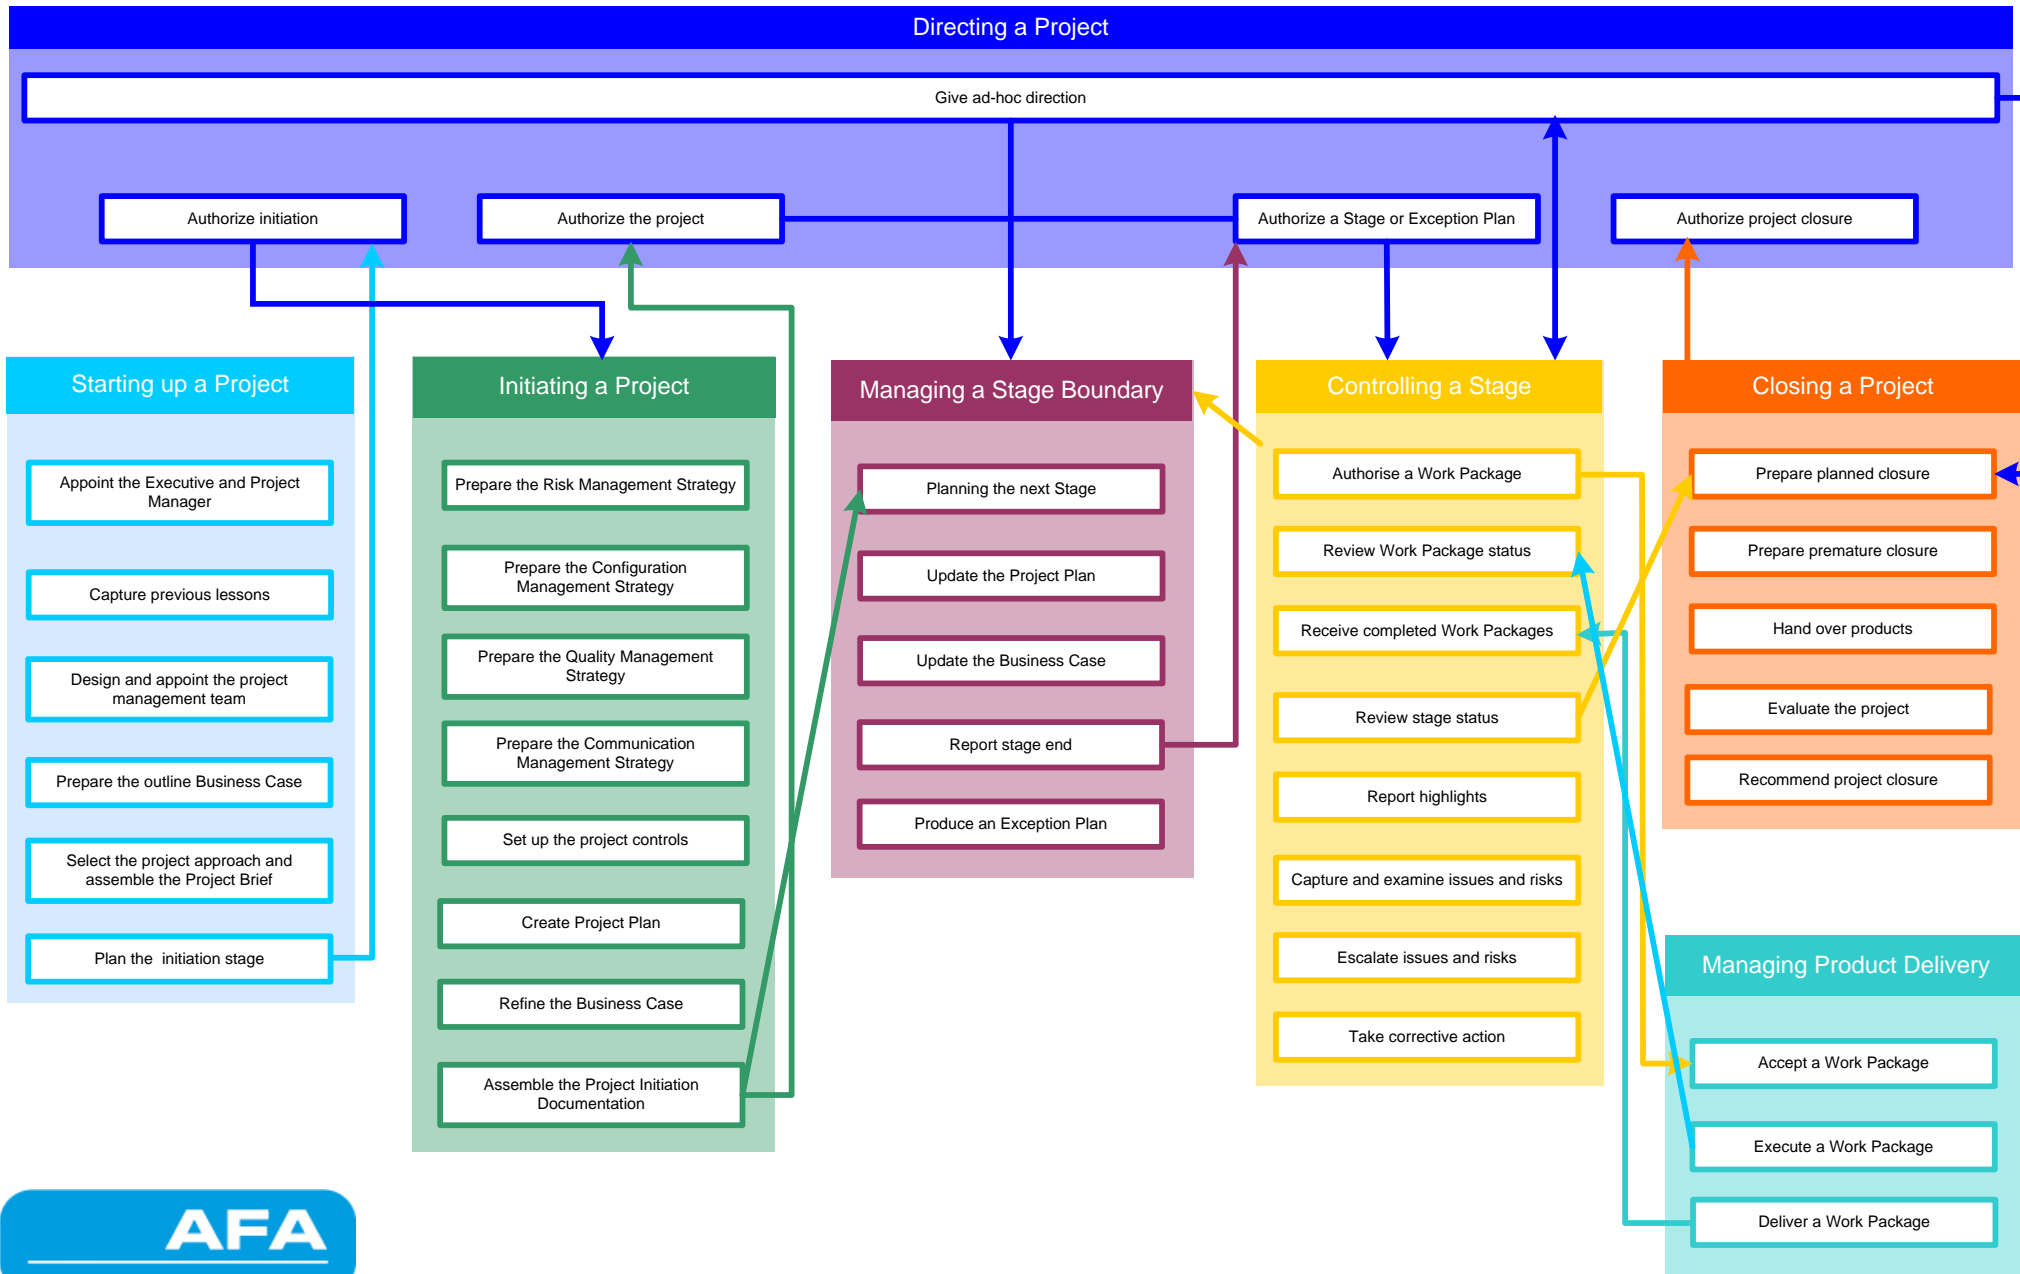 Directing a Project
Give ad-hoc direction
Authorize initiation
Authorize the project
Authorize a Stage or Exception Plan
Authorize project closure
Starting up a Project
Appoint the Executive and Project
Manager
Capture previous lessons
Design and appoint the project
management team
Prepare the outline Business Case
Select the project approach and
assemble the Project Brief
Plan the  initiation stage
Initiating a Project
Prepare the Risk Management Strategy
Prepare the Configuration
Management Strategy
Prepare the Quality Management
Strategy
Prepare the Communication
Management Strategy
Set up the project controls
Create Project Plan
Refine the Business Case
Assemble the Project Initiation
Documentation
Managing a Stage Boundary
Planning the next Stage
Update the Project Plan
Update the Business Case
Report stage end
Produce an Exception Plan
Controlling a Stage
Authorise a Work Package
Review Work Package status
Receive completed Work Packages
Review stage status
Report highlights
Capture and examine issues and risks
Escalate issues and risks
Take corrective action
Closing a Project
Prepare planned closure
Prepare premature closure
Hand over products
Evaluate the project
Recommend project closure
Managing Product Delivery
Accept a Work Package
Execute a Work Package
Deliver a Work Package
AFA